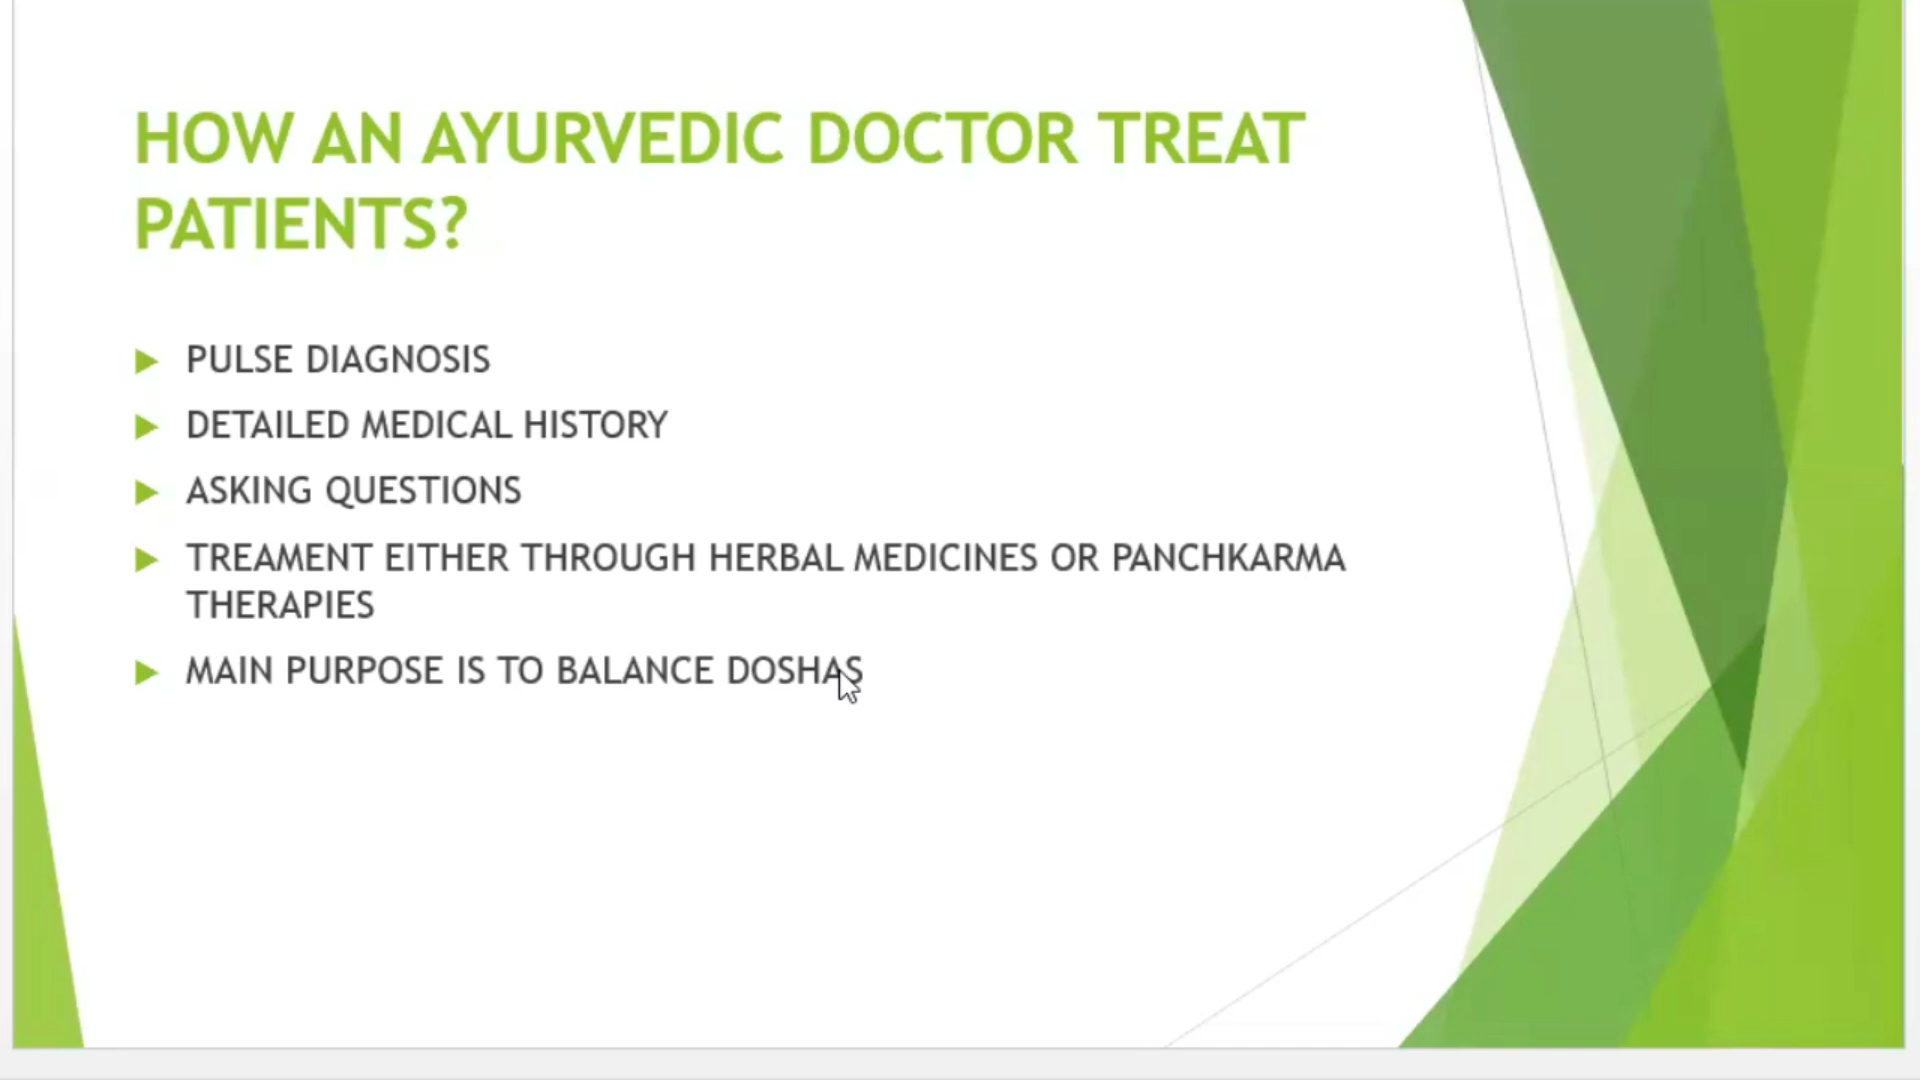 HOW AN AYURVEDIC DOCTOR TREAT
PATIENTS?
PULSE DIAGNOSIS
DETAILED MEDICAL HISTORY
ASKING QUESTIONS
TREAMENT EITHER THROUGH HERBAL MEDICINES OR PANCHKARMA
THERAPIES
MAIN PURPOSE IS TO BALANCE DOSHAS